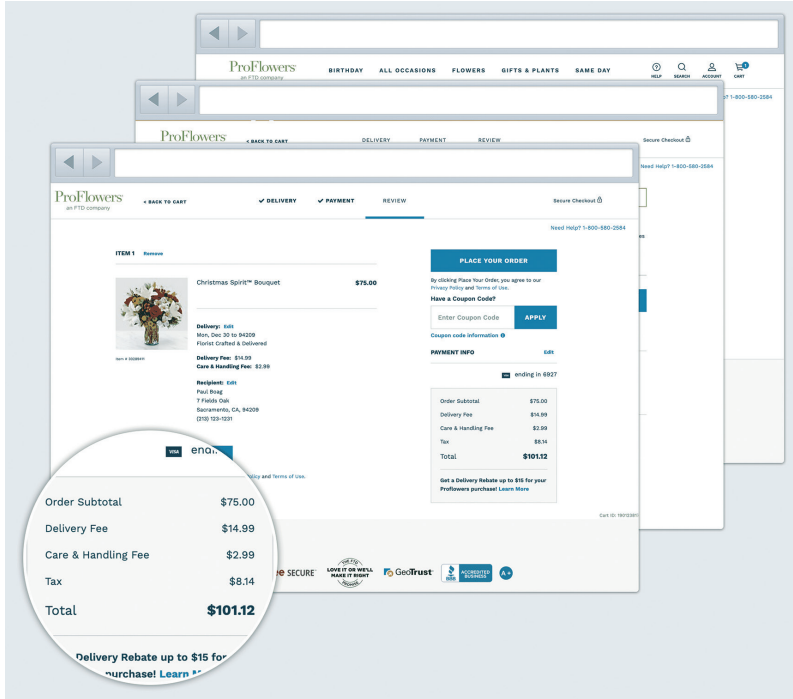 ProFlowers
an FTD company
BIRTHDAY ALL OCCASIONS FLOWERS GIFTS & PLANTS SAME DAY
HELP SEARCH ACCOUNT CART
1
? 1-800-580-2584
ProFlowers
< BACK TO CART DELIVERY PAYMENT REVIEW Secure Checkout
Need Help? 1-800-580-2584
ProFlowers
an FTD company
< BACK TO CART ✓ DELIVERY ✓ PAYMENT REVIEW Secure Checkout
Need Help? 1-800-580-2584
ITEM 1 Remove
Christmas Spirit™ Bouquet $75.00
Delivery: Edit
Mon, Dec 30 to 94209
Florist Crafted & Delivered
Delivery Fee: $14.99
Care & Handling Fee: $2.99
Recipient: Edit
Paul Boag
7 Fields Oak
Sacramento, CA, 94209
(213) 123-1231
PLACE YOUR ORDER
By clicking Place Your Order, you agree to our
Privacy Policy and Terms of Use.
Have a Coupon Code?
Enter Coupon Code APPLY
Coupon code information
PAYMENT INFO Edit
ending in 6927
Order Subtotal $75.00
Delivery Fee $14.99
Care & Handling Fee $2.99
Tax $8.14
Total $101.12
Get a Delivery Rebate up to $15 for your
Proflowers purchase! Learn More
olicy and Terms of Use.
SECURE
LOVE IT OR WE'LL
MAKE IT RIGHT
GeoTrust
BBB
ACCREDITED
BUSINESS
A+
VISA
Order Subtotal $75.00
Delivery Fee $14.99
Care & Handling Fee $2.99
Tax $8.14
Total $101.12
Delivery Rebate up to $15 for
purchase! Learn